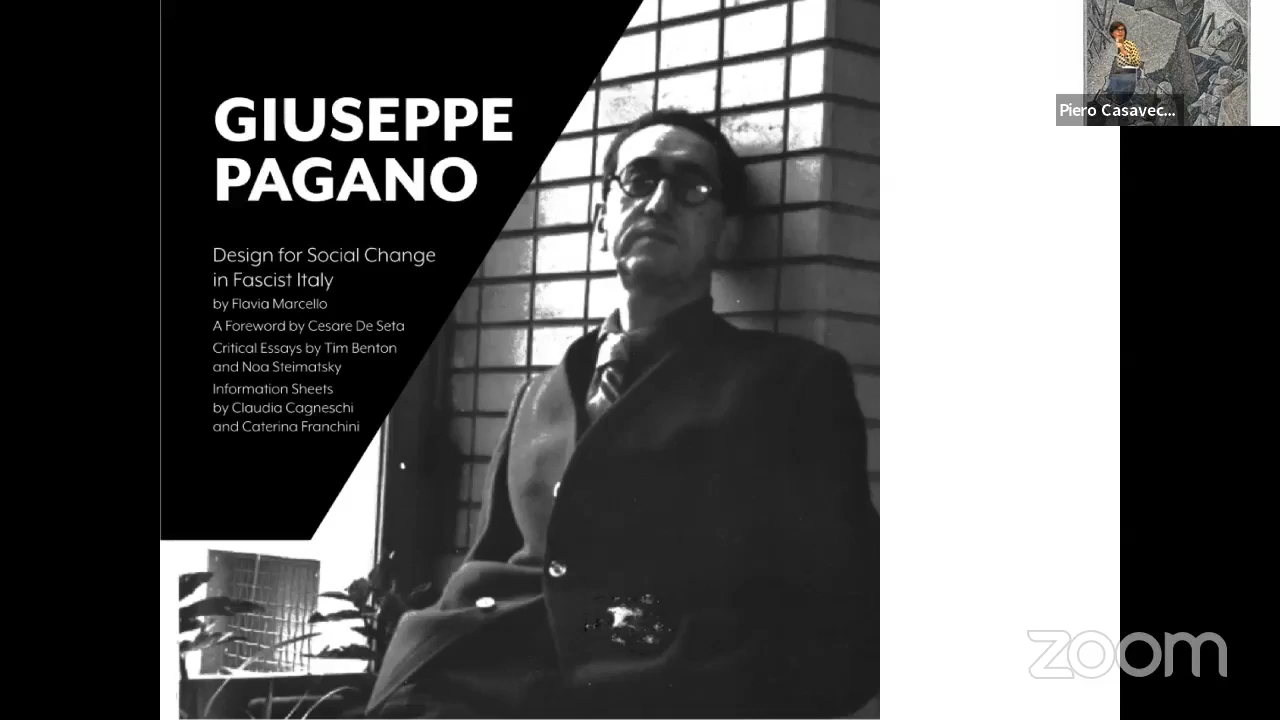 GIUSEPPE
PAGANO
Design for Social Change
in Fascist Italy
by Flavia Marcello
A Foreword by Cesare De Seta
Critical Essays by Tim Benton
and Noa Steimatsky
Information Sheets
by Claudia Cagneschi
and Caterina Franchini
Piero Casavec...
zoom